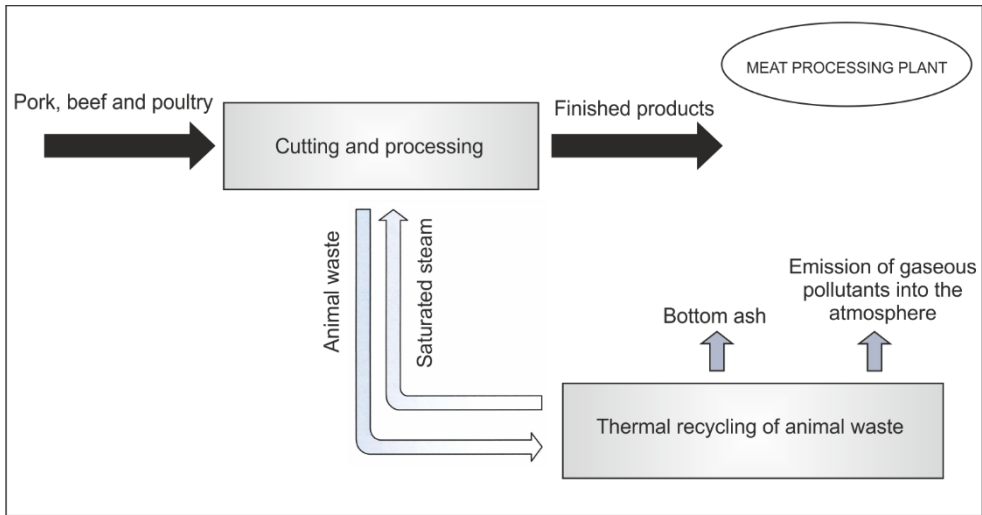 MEAT PROCESSING PLANT
Pork, beef and poultry
Finished products
Cutting and processing
Animal waste
Saturated steam
Emission of gaseous
pollutants into the
atmosphere
Bottom ash
Thermal recycling of animal waste